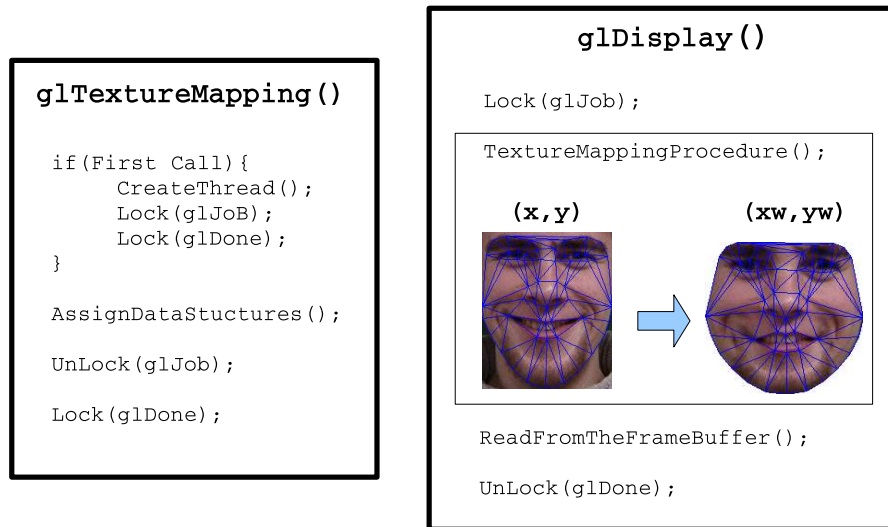 glTextureMapping()
if(First Call){
CreateThread();
Lock(glJoB);
Lock(glDone);
}
AssignDataStuctures();
UnLock(glJob);
Lock(glDone);
glDisplay()
Lock(glJob);
TextureMappingProcedure();
(x,y)
(xw,yw)
ReadFromTheFrameBuffer();
UnLock(glDone);